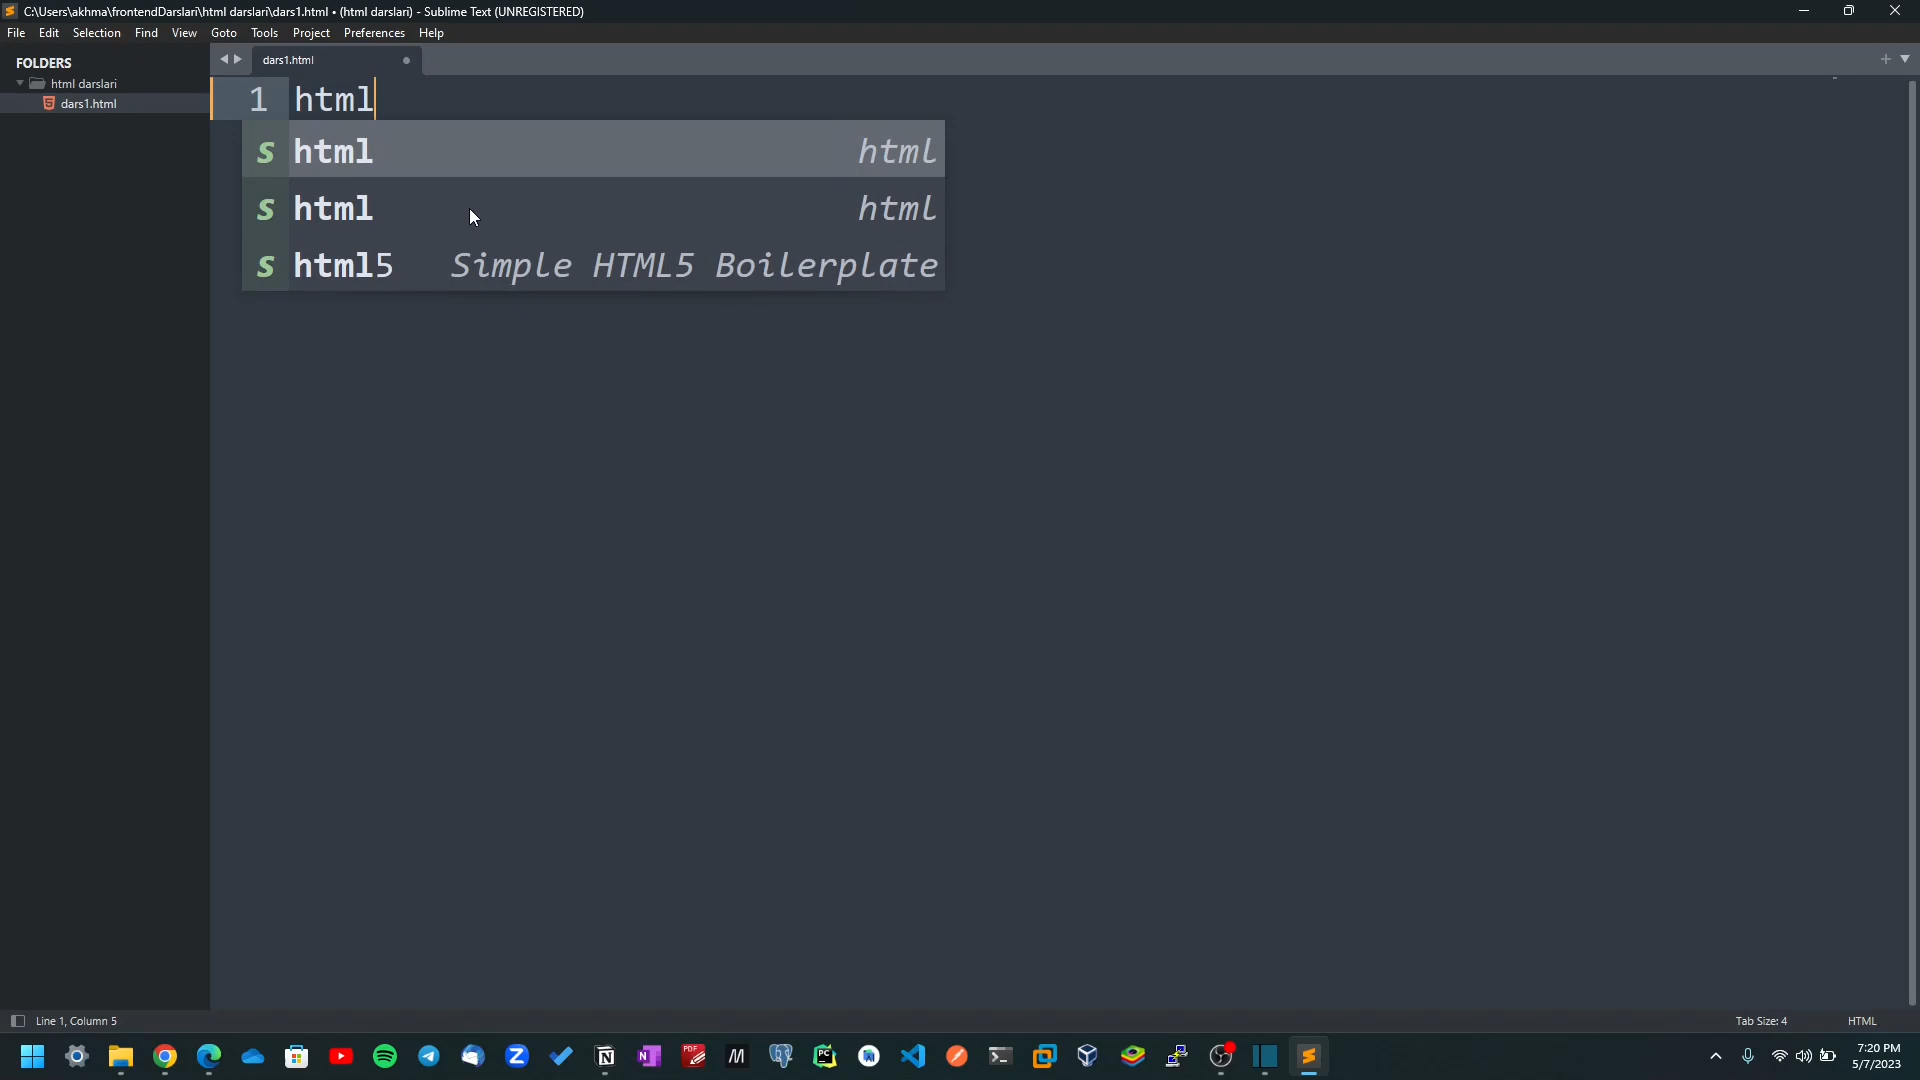 C:\Users\akhma\frontendDarslari\html darslari\dars1.html • (html darslari) - Sublime Text (UNREGISTERED)
File Edit Selection Find View Goto Tools Project Preferences Help
FOLDERS
html darslari
dars1.html
dars1.html
1 html
s html html
s html html
s html5 Simple HTML5 Boilerplate
Line 1, Column 5
Tab Size: 4
HTML
7:20 PM
5/7/2023